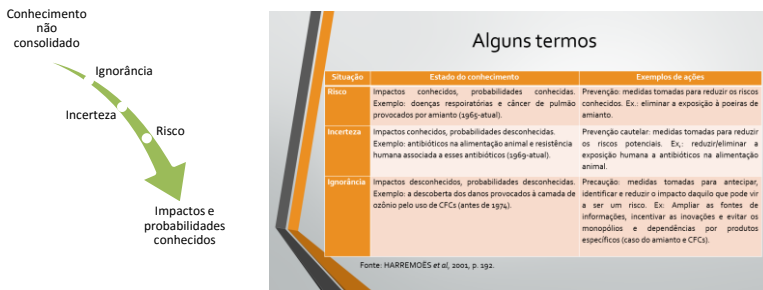 Conhecimento
não
consolidado
Ignorância
Incerteza
Risco
Impactos e
probabilidades
conhecidos
Alguns termos
Situação
Estado do conhecimento
Exemplos de ações
Risco
Impactos conhecidos, probabilidades conhecidas.
Exemplo: doenças respoiratórias e câncer de pulmão
provocados por amianto (1965-atual).
Prevenção: medidas tomadas para reduzir os riscos
conhecidos. Ex.: eliminar a exposição à poeiras de
amianto.
Incerteza
Impactos conhecidos, probabilidades desconhecidas.
Exemplo: antibióticos na alimentação animal e resistência
humana associada a esses antibióticos (1969-atual).
Prevenção cautelar: medidas tomadas para reduzir
os riscos potenciais. Ex,: reduzir/eliminar a
exposição humana a antibióticos na alimentação
animal.
Ignorância
Impactos desconhecidos, probabilidades desconhecidas.
Exemplo: a descoberta dos danos provocados à camada de
ozônio pelo uso de CFCs (antes de 1974).
Precaução: medidas tomadas para antecipar,
identificar e reduzir o impacto daquilo que pode vir
a ser um risco. Ex: Ampliar as fontes de
informações, incentivar as inovações e evitar os
monopólios e dependências por produtos
específicos (caso do amianto e CFCs).
Fonte: HARREMOËS et al, 2001, p. 192.